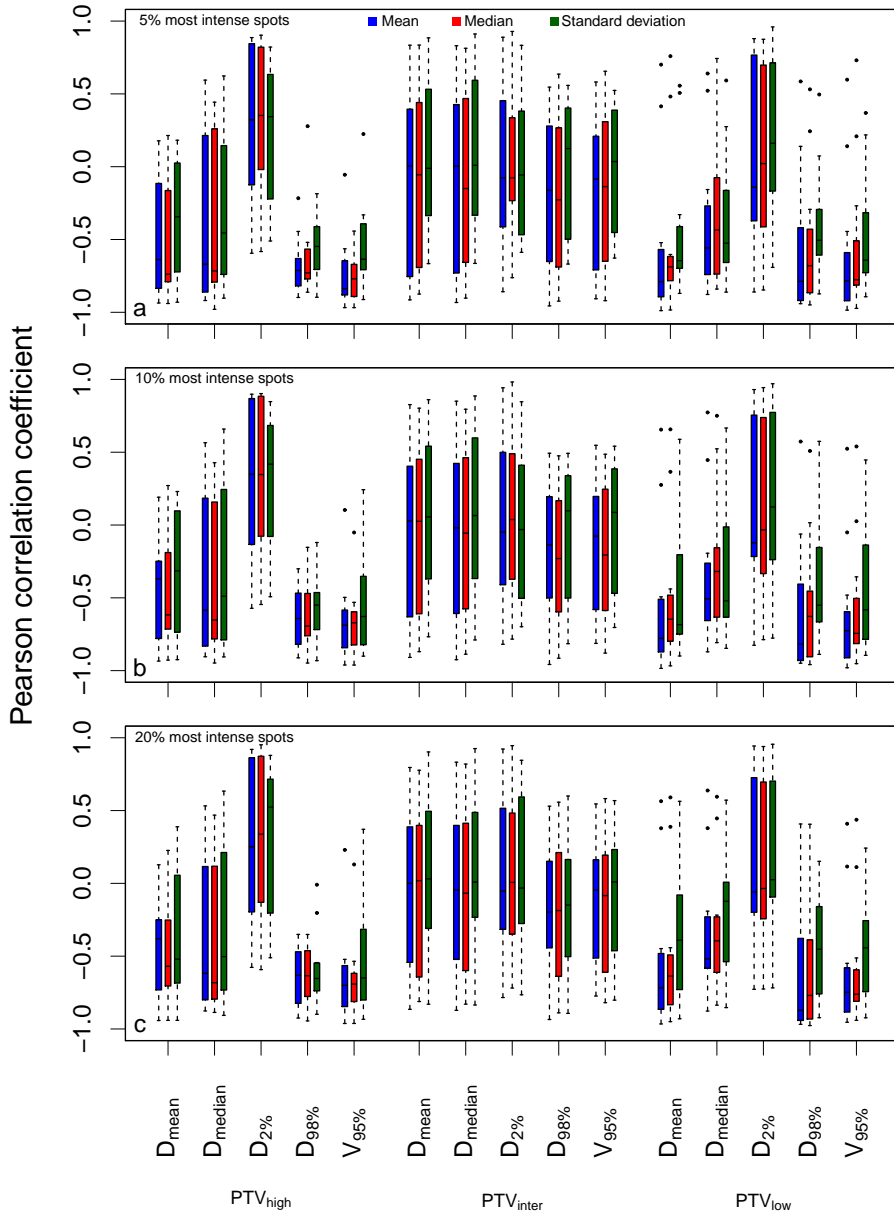 5% most intense spots
Mean
Median
Standard deviation
1.0
0.5
0.0
−0.5
−1.0
a
10% most intense spots
1.0
0.5
0.0
−0.5
−1.0
b
20% most intense spots
1.0
0.5
0.0
−0.5
−1.0
c
Pearson correlation coefficient
Dmean
Dmedian
D2%
D98%
V95%
Dmean
Dmedian
D2%
D98%
V95%
Dmean
Dmedian
D2%
D98%
V95%
PTVhigh
PTVinter
PTVlow